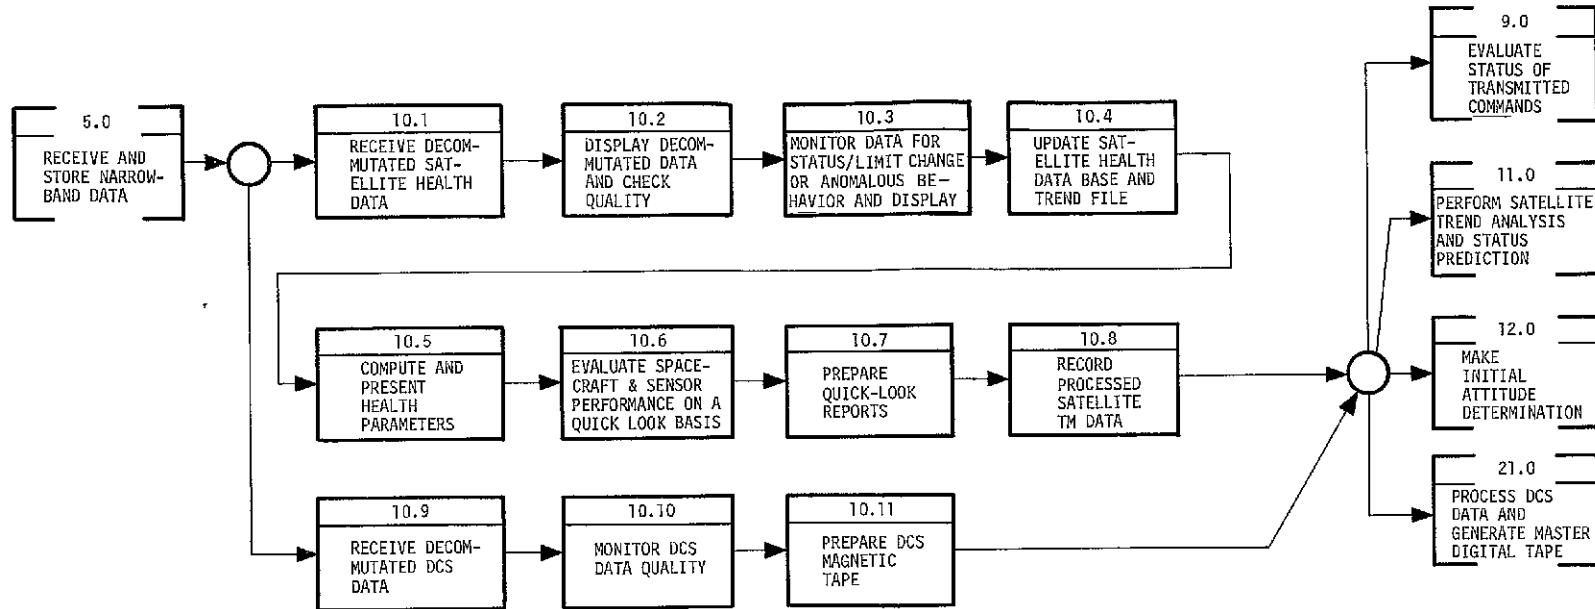 5.0
RECEIVE AND
STORE NARROW-
BAND DATA
10.1
RECEIVE DECOM-
MUTATED SAT-
ELLITE HEALTH
DATA
10.2
DISPLAY DECOM-
MUTATED DATA
AND CHECK
QUALITY
10.3
MONITOR DATA FOR
STATUS/LIMIT CHANGE
OR ANOMALOUS BE-
HAVIOR AND DISPLAY
10.4
UPDATE SAT-
ELLITE HEALTH
DATA BASE AND
TREND FILE
10.5
COMPUTE AND
PRESENT
HEALTH
PARAMETERS
10.6
EVALUATE SPACE-
CRAFT & SENSOR
PERFORMANCE ON A
QUICK LOOK BASIS
10.7
PREPARE
QUICK-LOOK
REPORTS
10.8
RECORD
PROCESSED
SATELLITE
TM DATA
10.9
RECEIVE DECOM-
MUTATED DCS
DATA
10.10
MONITOR DCS
DATA QUALITY
10.11
PREPARE DCS
MAGNETIC
TAPE
9.0
EVALUATE
STATUS OF
TRANSMITTED
COMMANDS
11.0
PERFORM SATELLITE
TREND ANALYSIS
AND STATUS
PREDICTION
12.0
MAKE
INITIAL
ATTITUDE
DETERMINATION
21.0
PROCESS DCS
DATA AND
GENERATE MASTER
DIGITAL TAPE